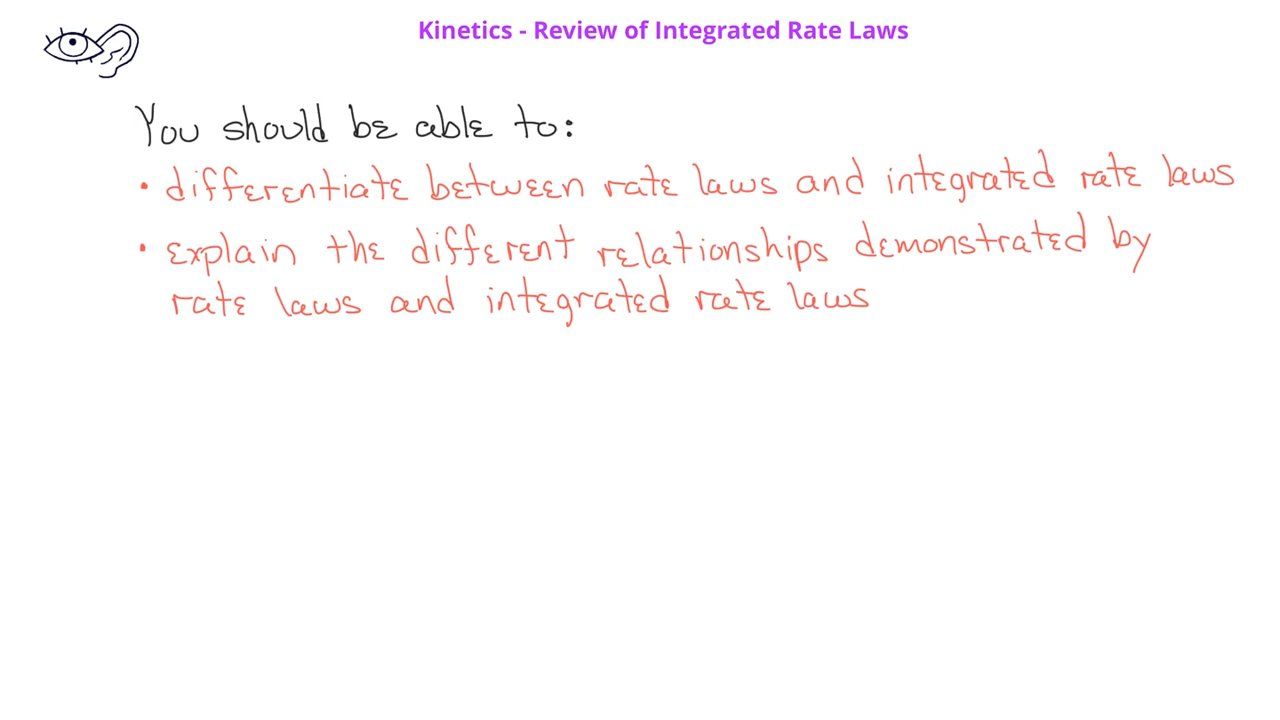 Kinetics - Review of Integrated Rate Laws
You should be able to:
• differentiate between rate laws and integrated rate laws
• explain the different relationships demonstrated by
rate laws and integrated rate laws